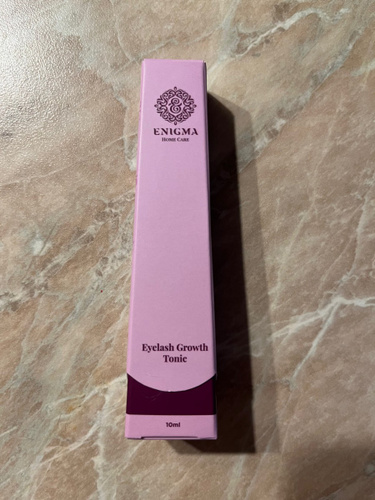 ENIGMA
HOME CARE
Eyelash Growth
Tonic
10ml